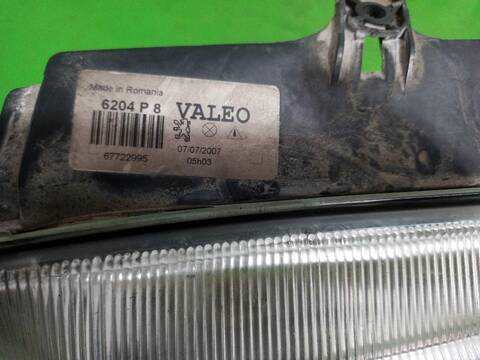 Made in Romania
6204 P 8 VALEO
67722995
07/07/2007
05h03